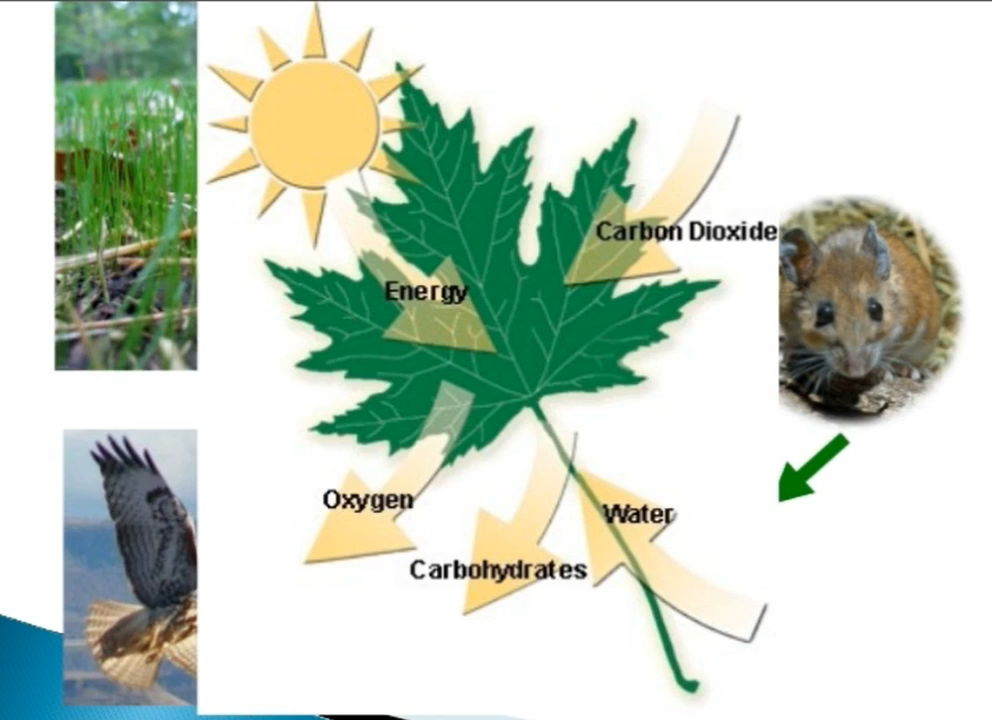 Carbon Dioxide
Energy
Oxygen
Water
Carbohydrates